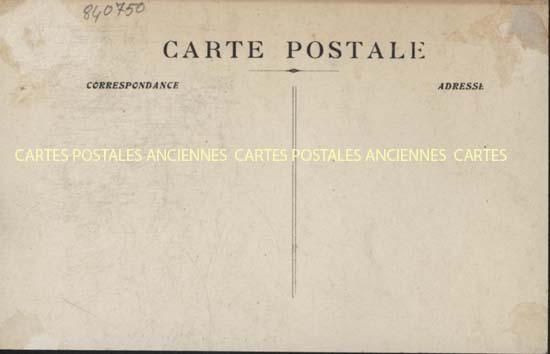 840750
CARTE POSTALE
CORRESPONDANCE
ADRESSE
CARTES POSTALES ANCIENNES CARTES POSTALES ANCIENNES CARTES